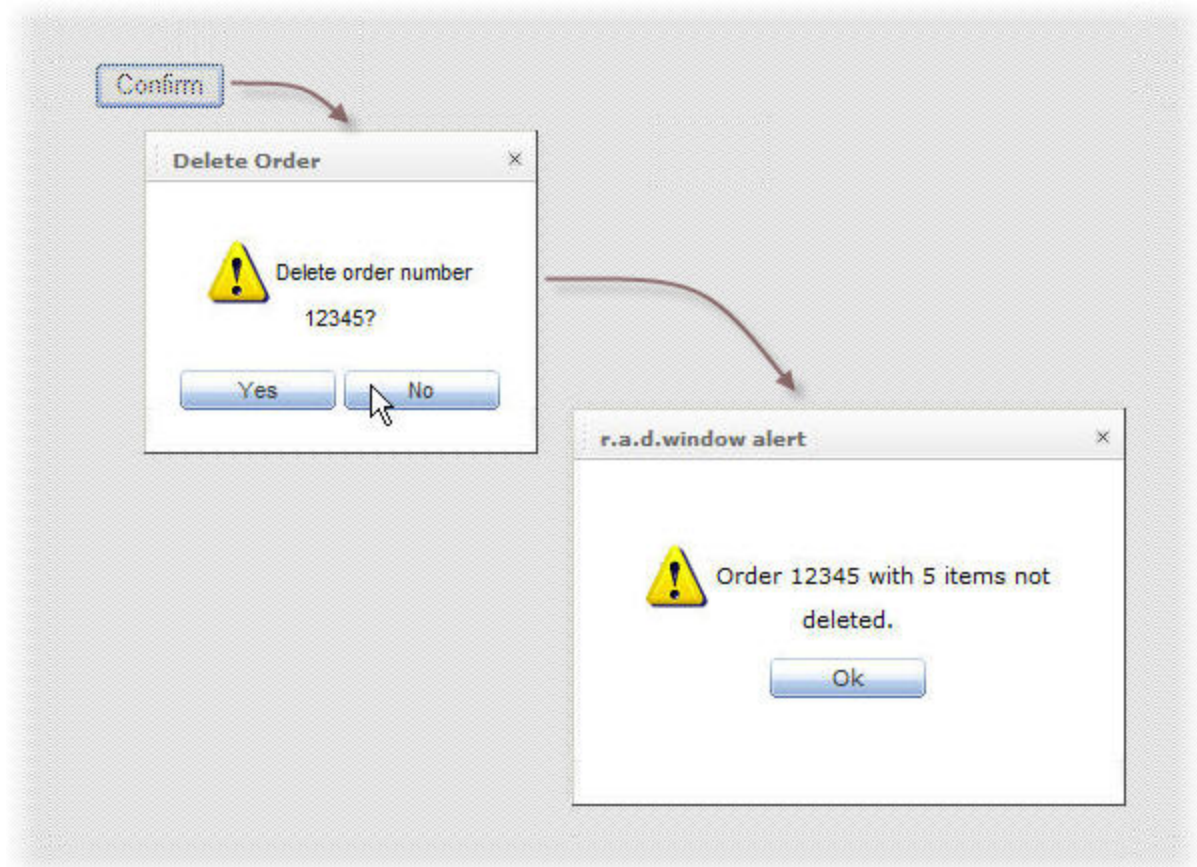 Confirm
Delete Order
Delete order number
12345?
Yes No
r.a.d.window alert
Order 12345 with 5 items not
deleted.
Ok